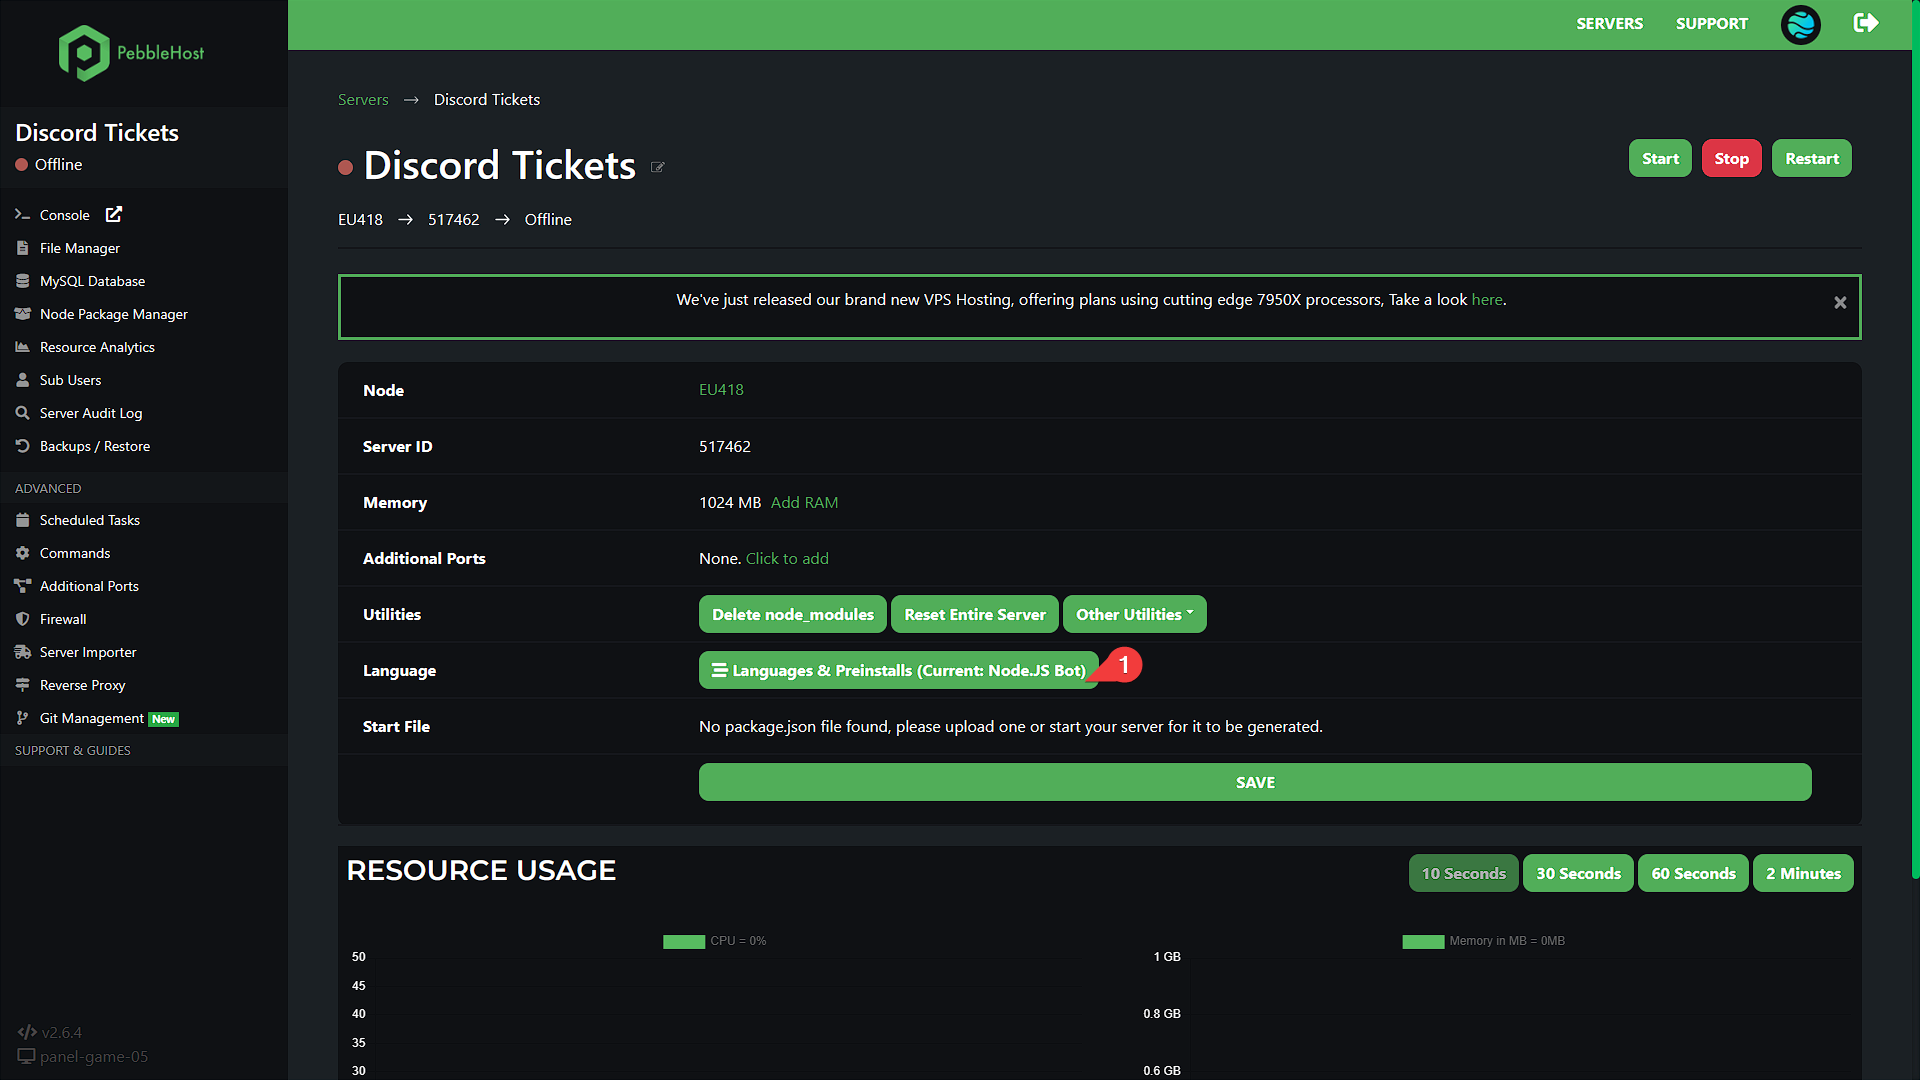 PebbleHost
SERVERS
SUPPORT
Discord Tickets
Offline
Console
File Manager
MySQL Database
Node Package Manager
Resource Analytics
Sub Users
Server Audit Log
Backups / Restore
ADVANCED
Scheduled Tasks
Commands
Additional Ports
Firewall
Server Importer
Reverse Proxy
Git Management New
SUPPORT & GUIDES
v2.6.4
panel-game-05
Servers → Discord Tickets
Discord Tickets
Start Stop Restart
EU418 → 517462 → Offline
We've just released our brand new VPS Hosting, offering plans using cutting edge 7950X processors, Take a look here.
Node EU418
Server ID 517462
Memory 1024 MB Add RAM
Additional Ports None. Click to add
Utilities Delete node_modules Reset Entire Server Other Utilities
Language Languages & Preinstalls (Current: Node.JS Bot) 1
Start File No package.json file found, please upload one or start your server for it to be generated.
SAVE
RESOURCE USAGE
10 Seconds 30 Seconds 60 Seconds 2 Minutes
CPU = 0%
50
45
40
35
30
Memory in MB = 0MB
1 GB
0.8 GB
0.6 GB